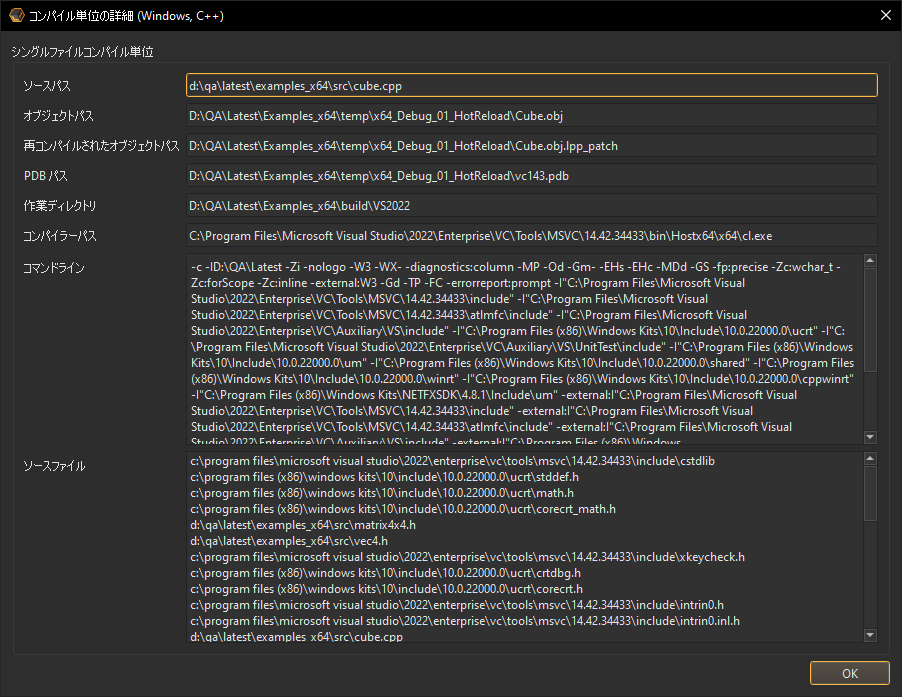 コンパイル単位の詳細 (Windows, C++)
シングルファイルコンパイル単位
ソースパス d:\qa\latest\examples_x64\src\cube.cpp
オブジェクトパス D:\QA\Latest\Examples_x64\temp\x64_Debug_01_HotReload\Cube.obj
再コンパイルされたオブジェクトパス D:\QA\Latest\Examples_x64\temp\x64_Debug_01_HotReload\Cube.obj.lpp_patch
PDB パス D:\QA\Latest\Examples_x64\temp\x64_Debug_01_HotReload\vc143.pdb
作業ディレクトリ D:\QA\Latest\Examples_x64\build\VS2022
コンパイラーパス C:\Program Files\Microsoft Visual Studio\2022\Enterprise\VC\Tools\MSVC\14.42.34433\bin\Hostx64\x64\cl.exe
コマンドライン -c -ID:\QA\Latest -Zi -nologo -W3 -WX- -diagnostics:column -MP -Od -Gm- -EHs -EHc -MDd -GS -fp:precise -Zc:wchar_t -
Zc:forScope -Zc:inline -external:W3 -Gd -TP -FC -errorreport:prompt -I"C:\Program Files\Microsoft Visual
Studio\2022\Enterprise\VC\Tools\MSVC\14.42.34433\include" -I"C:\Program Files\Microsoft Visual
Studio\2022\Enterprise\VC\Tools\MSVC\14.42.34433\atlmfc\include" -I"C:\Program Files\Microsoft Visual
Studio\2022\Enterprise\VC\Auxiliary\VS\include" -I"C:\Program Files (x86)\Windows Kits\10\Include\10.0.22000.0\ucrt" -I"C:
\Program Files\Microsoft Visual Studio\2022\Enterprise\VC\Auxiliary\VS\UnitTest\include" -I"C:\Program Files (x86)\Windows
Kits\10\Include\10.0.22000.0\um" -I"C:\Program Files (x86)\Windows Kits\10\Include\10.0.22000.0\shared" -I"C:\Program Files
(x86)\Windows Kits\10\Include\10.0.22000.0\winrt" -I"C:\Program Files (x86)\Windows Kits\10\Include\10.0.22000.0\cppwinrt"
-I"C:\Program Files (x86)\Windows Kits\NETFXSDK\4.8.1\Include\um" -external:I"C:\Program Files\Microsoft Visual
Studio\2022\Enterprise\VC\Tools\MSVC\14.42.34433\include" -external:I"C:\Program Files\Microsoft Visual
Studio\2022\Enterprise\VC\Tools\MSVC\14.42.34433\atlmfc\include" -external:I"C:\Program Files\Microsoft Visual
Studio\2022\Enterprise\VC\Auxiliary\VS\include" -external:I"C:\Program Files (x86)\Windows
ソースファイル c:\program files\microsoft visual studio\2022\enterprise\vc\tools\msvc\14.42.34433\include\cstdlib
c:\program files (x86)\windows kits\10\include\10.0.22000.0\ucrt\stddef.h
c:\program files (x86)\windows kits\10\include\10.0.22000.0\ucrt\math.h
c:\program files (x86)\windows kits\10\include\10.0.22000.0\ucrt\corecrt_math.h
d:\qa\latest\examples_x64\src\matrix4x4.h
d:\qa\latest\examples_x64\src\vec4.h
c:\program files\microsoft visual studio\2022\enterprise\vc\tools\msvc\14.42.34433\include\xkeycheck.h
c:\program files (x86)\windows kits\10\include\10.0.22000.0\ucrt\crtdbg.h
c:\program files (x86)\windows kits\10\include\10.0.22000.0\ucrt\corecrt.h
c:\program files\microsoft visual studio\2022\enterprise\vc\tools\msvc\14.42.34433\include\intrin0.h
c:\program files\microsoft visual studio\2022\enterprise\vc\tools\msvc\14.42.34433\include\intrin0.inl.h
d:\qa\latest\examples_x64\src\cube.cpp
OK